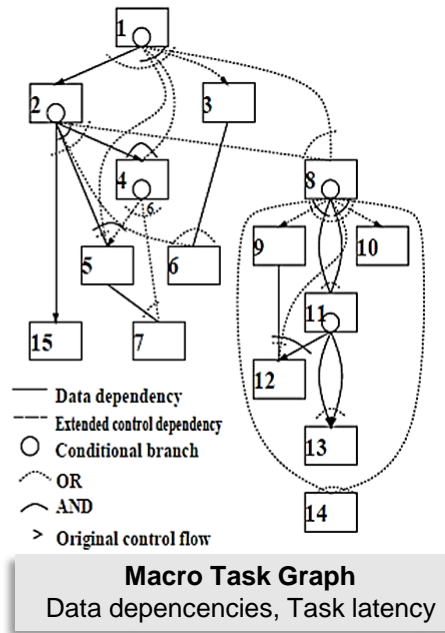 1
2
3
4
6
8
5
6
9
10
15
7
11
12
13
14
Data dependency
Extended control dependency
Conditional branch
OR
AND
Original control flow
Macro Task Graph
Data depencencies, Task latency